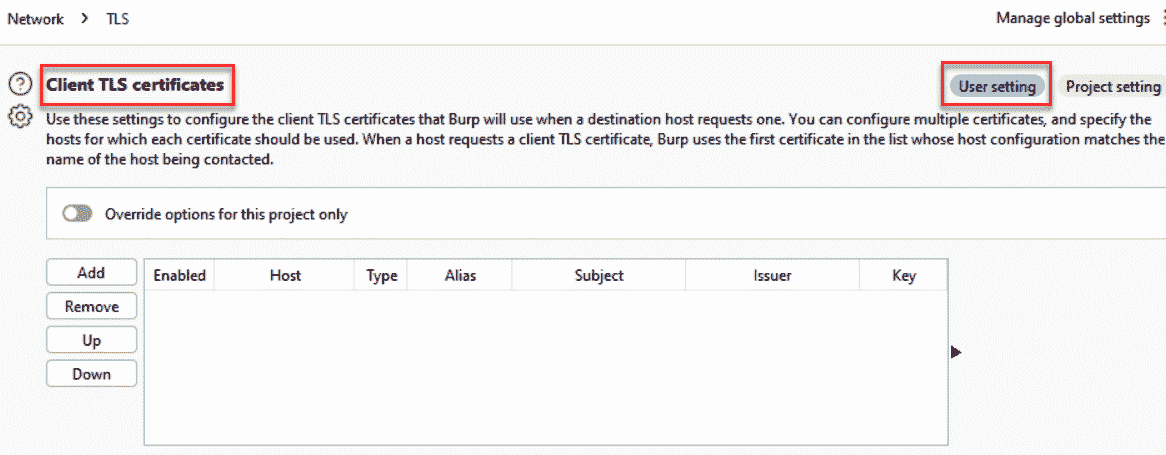 Network > TLS
Manage global settings
Client TLS certificates
User setting
Project setting
Use these settings to configure the client TLS certificates that Burp will use when a destination host requests one. You can configure multiple certificates, and specify the
hosts for which each certificate should be used. When a host requests a client TLS certificate, Burp uses the first certificate in the list whose host configuration matches the
name of the host being contacted.
Override options for this project only
Add
Remove
Up
Down
Enabled Host Type Alias Subject Issuer Key